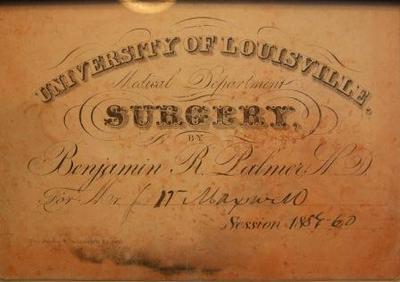 UNIVERSITY OF LOUISVILLE.
Medical Department
SURGERY,
BY
Benjamin R. Palmer, M D
For Mr J W Maxwell
Session 1859-60